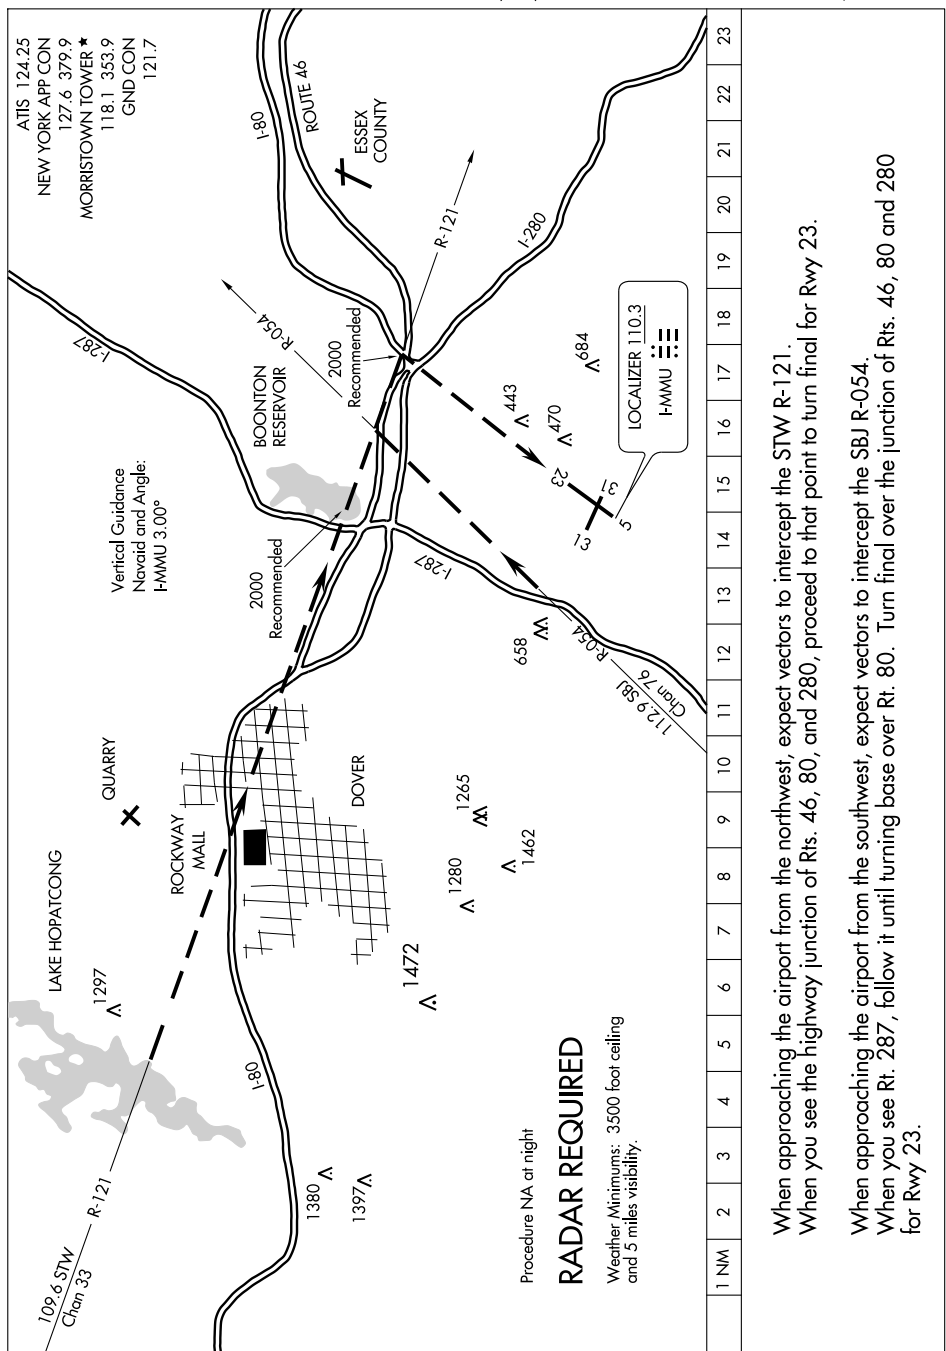 ATIS 124.25
NEW YORK APP CON
127.6 379.9
MORRISTOWN TOWER ★
118.1 353.9
GND CON
121.7
LAKE HOPATCONG
1297
QUARRY
Vertical Guidance
Navaid and Angle:
I-MMU 3.00°
I-287
I-80
ROUTE 46
ESSEX
COUNTY
109.6 STW
Chan 33
R-121
ROCKWAY
MALL
2000
Recommended
BOONTON
RESERVOIR
R-054
2000
Recommended
R-121
I-80
1380
1397
DOVER
I-280
1472
1280
1265
1462
I-287
658
443
470
684
23
31
13
5
R-054
112.9 SBJ
Chan 76
LOCALIZER 110.3
I-MMU
Procedure NA at night
RADAR REQUIRED
Weather Minimums: 3500 foot ceiling
and 5 miles visibility.
1 NM 2 3 4 5 6 7 8 9 10 11 12 13 14 15 16 17 18 19 20 21 22 23
When approaching the airport from the northwest, expect vectors to intercept the STW R-121.
When you see the highway junction of Rts. 46, 80, and 280, proceed to that point to turn final for Rwy 23.
When approaching the airport from the southwest, expect vectors to intercept the SBJ R-054.
When you see Rt. 287, follow it until turning base over Rt. 80. Turn final over the junction of Rts. 46, 80 and 280
for Rwy 23.